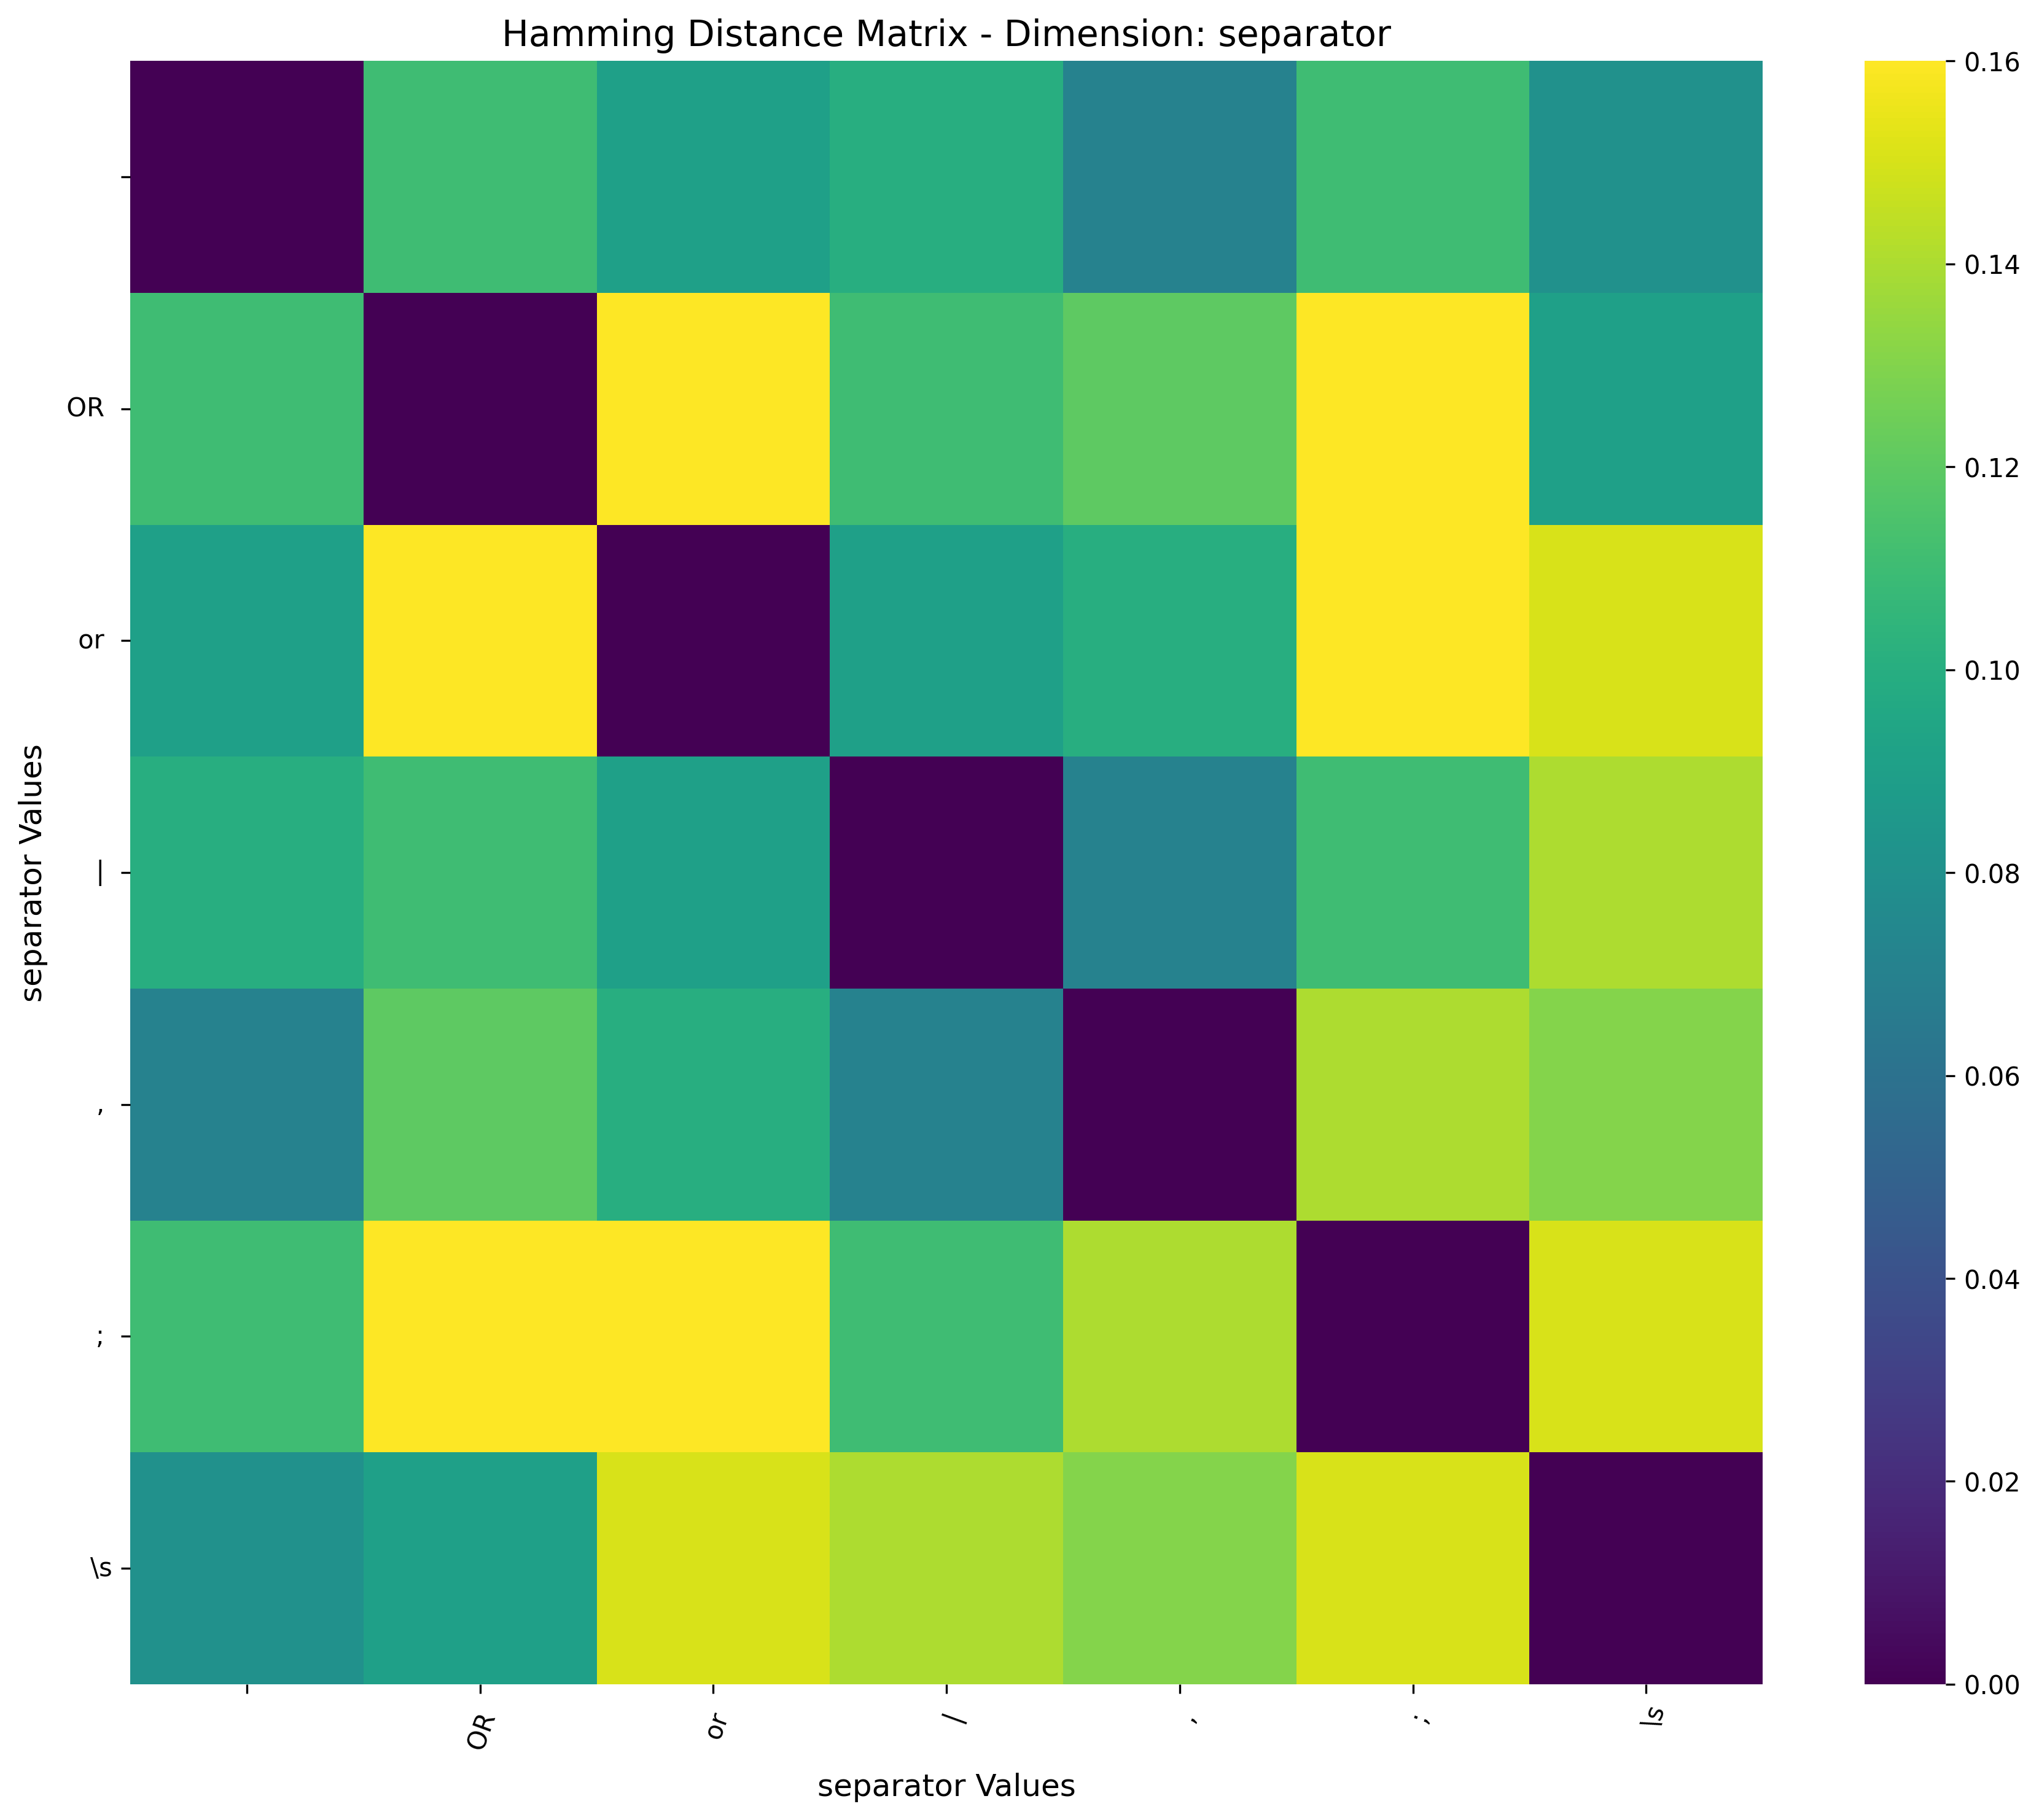 Hamming Distance Matrix - Dimension: separator
separator Values
OR
or
|
,
;
\s
OR
or
|
,
;
\s
separator Values
0.16
0.14
0.12
0.10
0.08
0.06
0.04
0.02
0.00